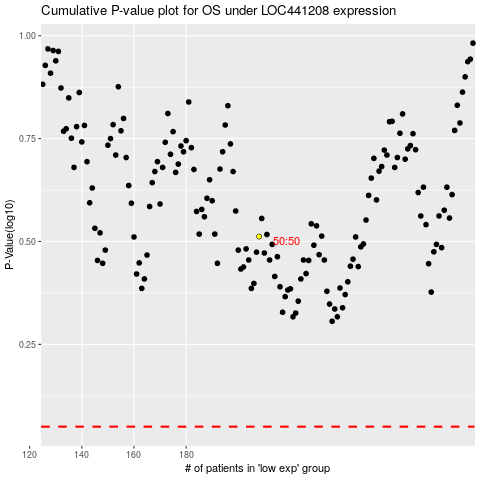 Cumulative P-value plot for OS under LOC441208 expression
P-Value(log10)
1.00
0.75
0.50
0.25
50:50
120 140 160 180
# of patients in 'low exp' group